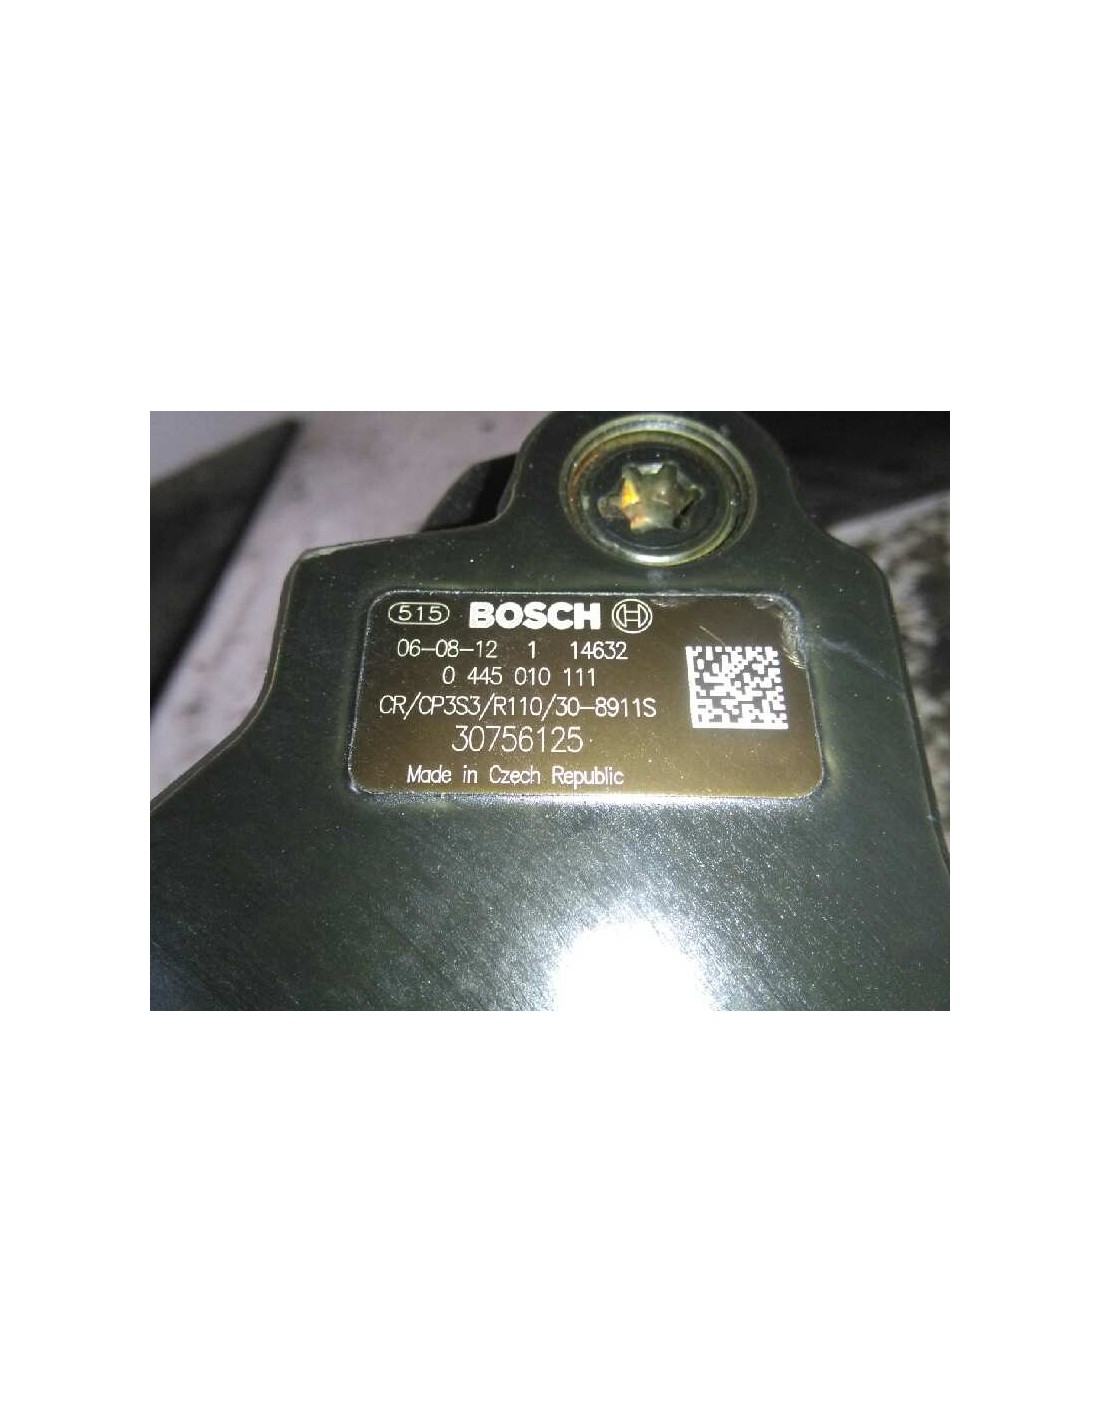 515 BOSCH
06-08-12 1 14632
0 445 010 111
CR/CP3S3/R110/30-8911S
30756125
Made in Czech Republic